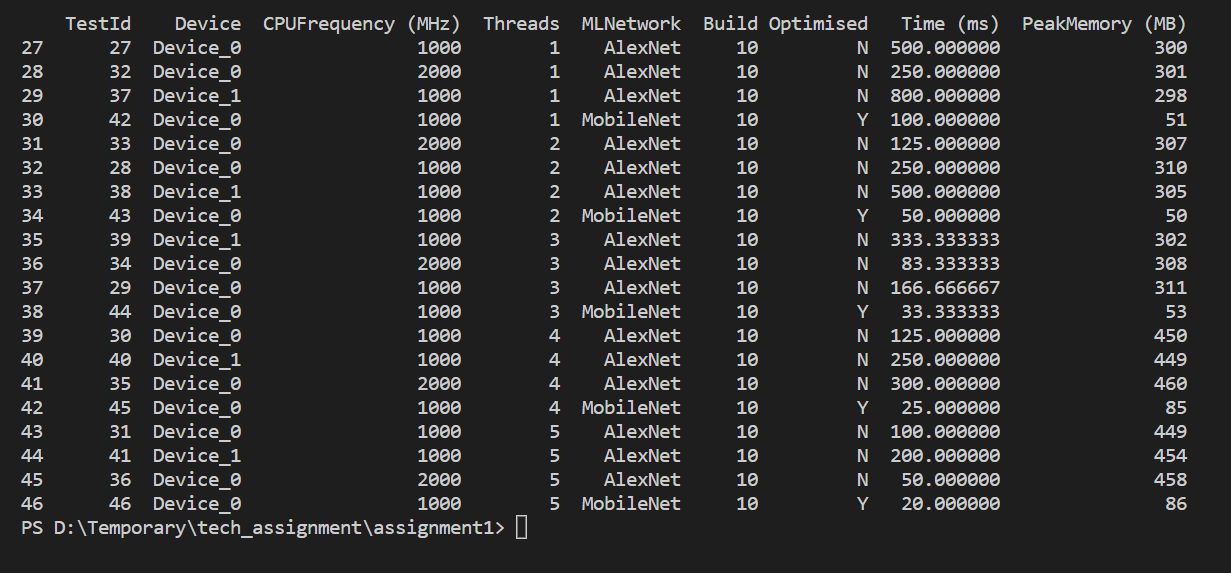 TestId Device CPUFrequency (MHz) Threads MLNetwork Build Optimised Time (ms) PeakMemory (MB)
27 27 Device_0 1000 1 AlexNet 10 N 500.000000 300
28 32 Device_0 2000 1 AlexNet 10 N 250.000000 301
29 37 Device_1 1000 1 AlexNet 10 N 800.000000 298
30 42 Device_0 1000 1 MobileNet 10 Y 100.000000 51
31 33 Device_0 2000 2 AlexNet 10 N 125.000000 307
32 28 Device_0 1000 2 AlexNet 10 N 250.000000 310
33 38 Device_1 1000 2 AlexNet 10 N 500.000000 305
34 43 Device_0 1000 2 MobileNet 10 Y 50.000000 50
35 39 Device_1 1000 3 AlexNet 10 N 333.333333 302
36 34 Device_0 2000 3 AlexNet 10 N 83.333333 308
37 29 Device_0 1000 3 AlexNet 10 N 166.666667 311
38 44 Device_0 1000 3 MobileNet 10 Y 33.333333 53
39 30 Device_0 1000 4 AlexNet 10 N 125.000000 450
40 40 Device_1 1000 4 AlexNet 10 N 250.000000 449
41 35 Device_0 2000 4 AlexNet 10 N 300.000000 460
42 45 Device_0 1000 4 MobileNet 10 Y 25.000000 85
43 31 Device_0 1000 5 AlexNet 10 N 100.000000 449
44 41 Device_1 1000 5 AlexNet 10 N 200.000000 454
45 36 Device_0 2000 5 AlexNet 10 N 50.000000 458
46 46 Device_0 1000 5 MobileNet 10 Y 20.000000 86
PS D:\Temporary\tech_assignment\assignment1>